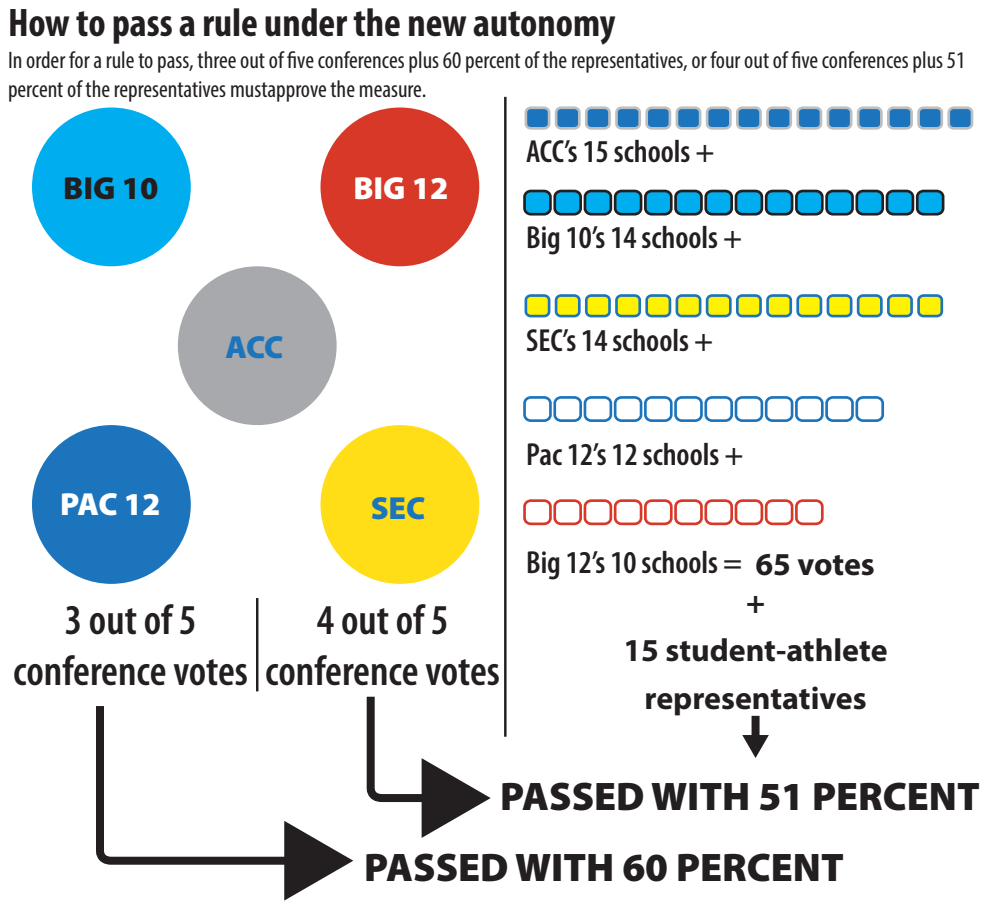 How to pass a rule under the new autonomy
In order for a rule to pass, three out of five conferences plus 60 percent of the representatives, or four out of five conferences plus 51
percent of the representatives mustapprove the measure.
BIG 10
BIG 12
ACC
PAC 12
SEC
3 out of 5
conference votes
4 out of 5
conference votes
ACC's 15 schools +
Big 10's 14 schools +
SEC's 14 schools +
Pac 12's 12 schools +
Big 12's 10 schools = 65 votes
+
15 student-athlete
representatives
PASSED WITH 51 PERCENT
PASSED WITH 60 PERCENT